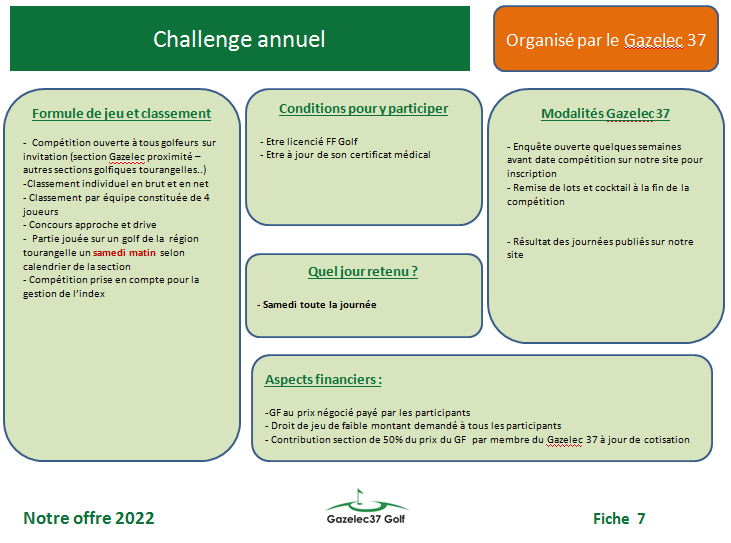 Challenge annuel
Organisé par le Gazelec 37
Formule de jeu et classement
- Compétition ouverte à tous golfeurs sur
invitation (section Gazelec proximité –
autres sections golfiques tourangelles..)
-Classement individuel en brut et en net
- Classement par équipe constituée de 4
joueurs
- Concours approche et drive
- Partie jouée sur un golf de la région
tourangelle un samedi matin selon
calendrier de la section
- Compétition prise en compte pour la
gestion de l'index
Conditions pour y participer
- Etre licencié FF Golf
- Etre à jour de son certificat médical
Quel jour retenu ?
- Samedi toute la journée
Modalités Gazelec 37
- Enquête ouverte quelques semaines
avant date compétition sur notre site pour
inscription
- Remise de lots et cocktail à la fin de la
compétition
- Résultat des journées publiés sur notre
site
Aspects financiers :
-GF au prix négocié payé par les participants
- Droit de jeu de faible montant demandé à tous les participants
- Contribution section de 50% du prix du GF par membre du Gazelec 37 à jour de cotisation
Notre offre 2022
Gazelec37 Golf
Fiche 7